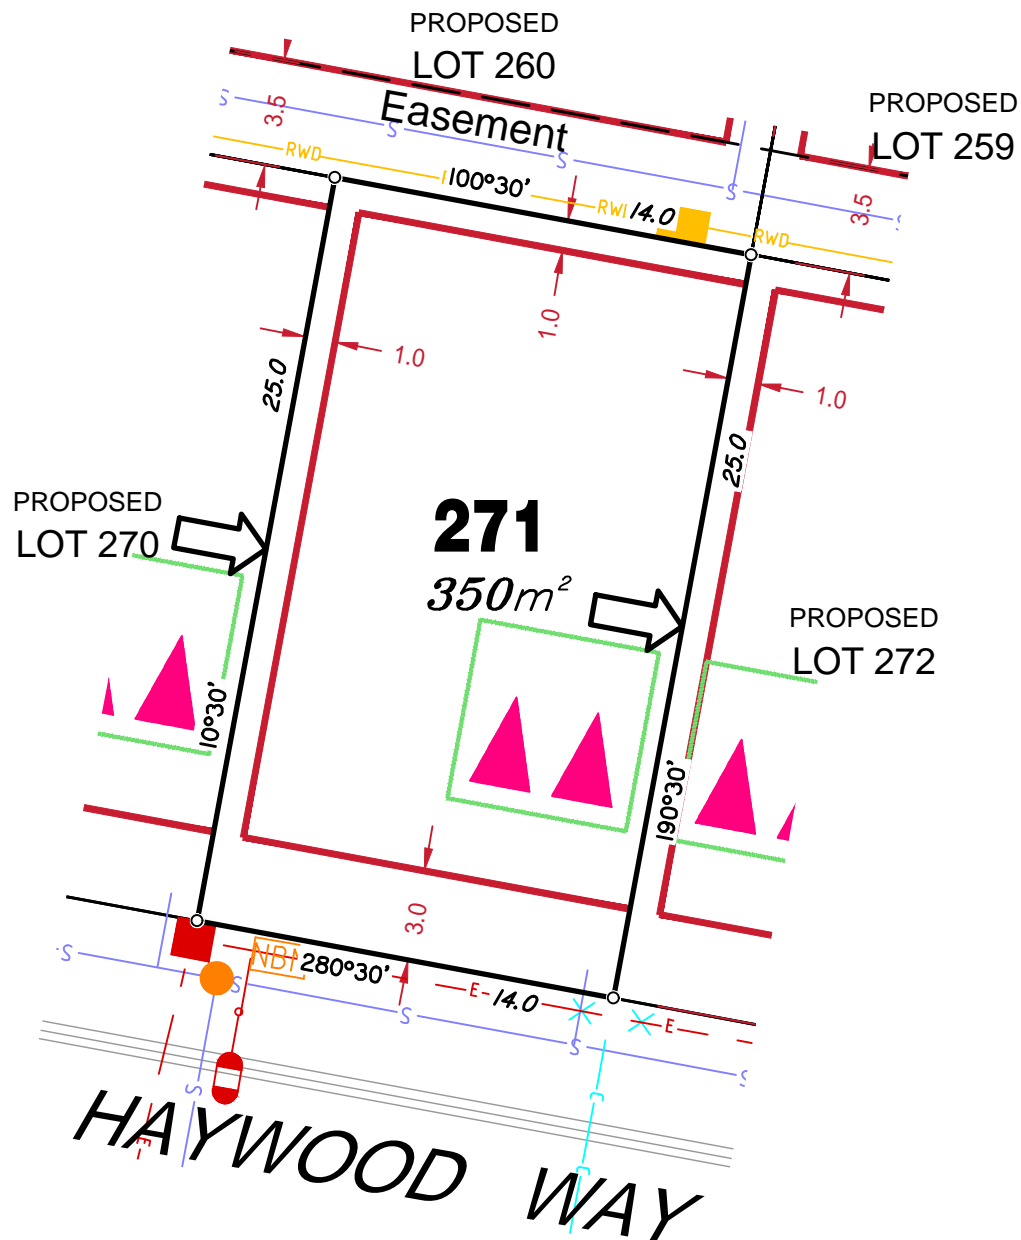 PROPOSED
LOT 260
PROPOSED
LOT 259
Easement
3.5
S
S
S
S
RWD
100°30'
RWI
14.0
RWD
3.5
1.0
1.0
1.0
25.0
25.0
PROPOSED
LOT 270
271
350m²
PROPOSED
LOT 272
10°30'
190°30'
3.0
NB
280°30'
E
14.0
E
S
S
S
S
S
S
E
HAYWOOD WAY